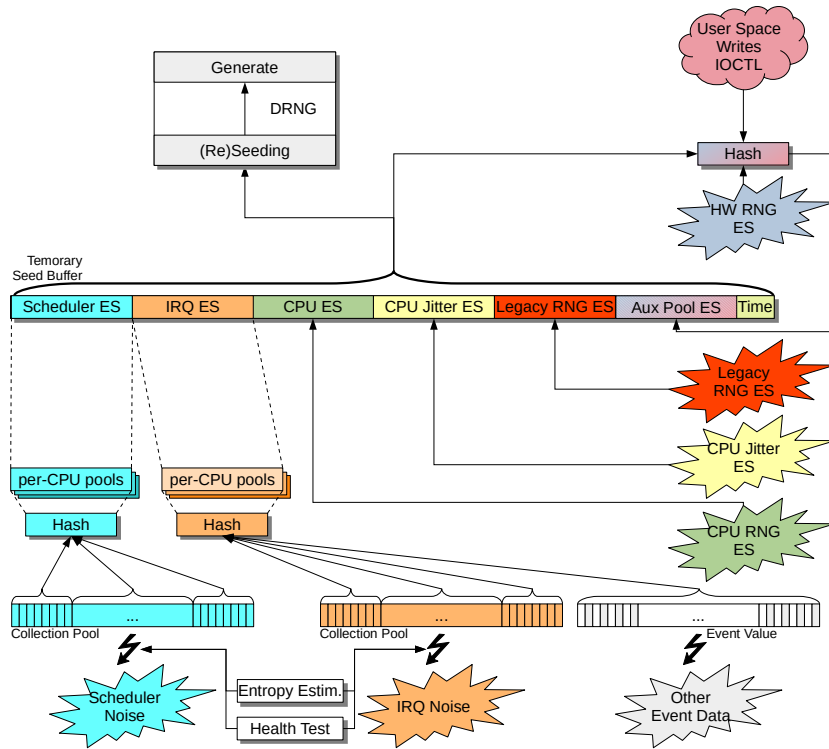 User Space
Writes
IOCTL
Generate
DRNG
(Re)Seeding
Hash
HW RNG
ES
Temorary
Seed Buffer
Scheduler ES
IRQ ES
CPU ES
CPU Jitter ES
Legacy RNG ES
Aux Pool ES
Time
Legacy
RNG ES
CPU Jitter
ES
per-CPU pools
per-CPU pools
Hash
Hash
CPU RNG
ES
...
...
...
Collection Pool
Collection Pool
Event Value
Scheduler
Noise
Entropy Estim.
Health Test
IRQ Noise
Other
Event Data